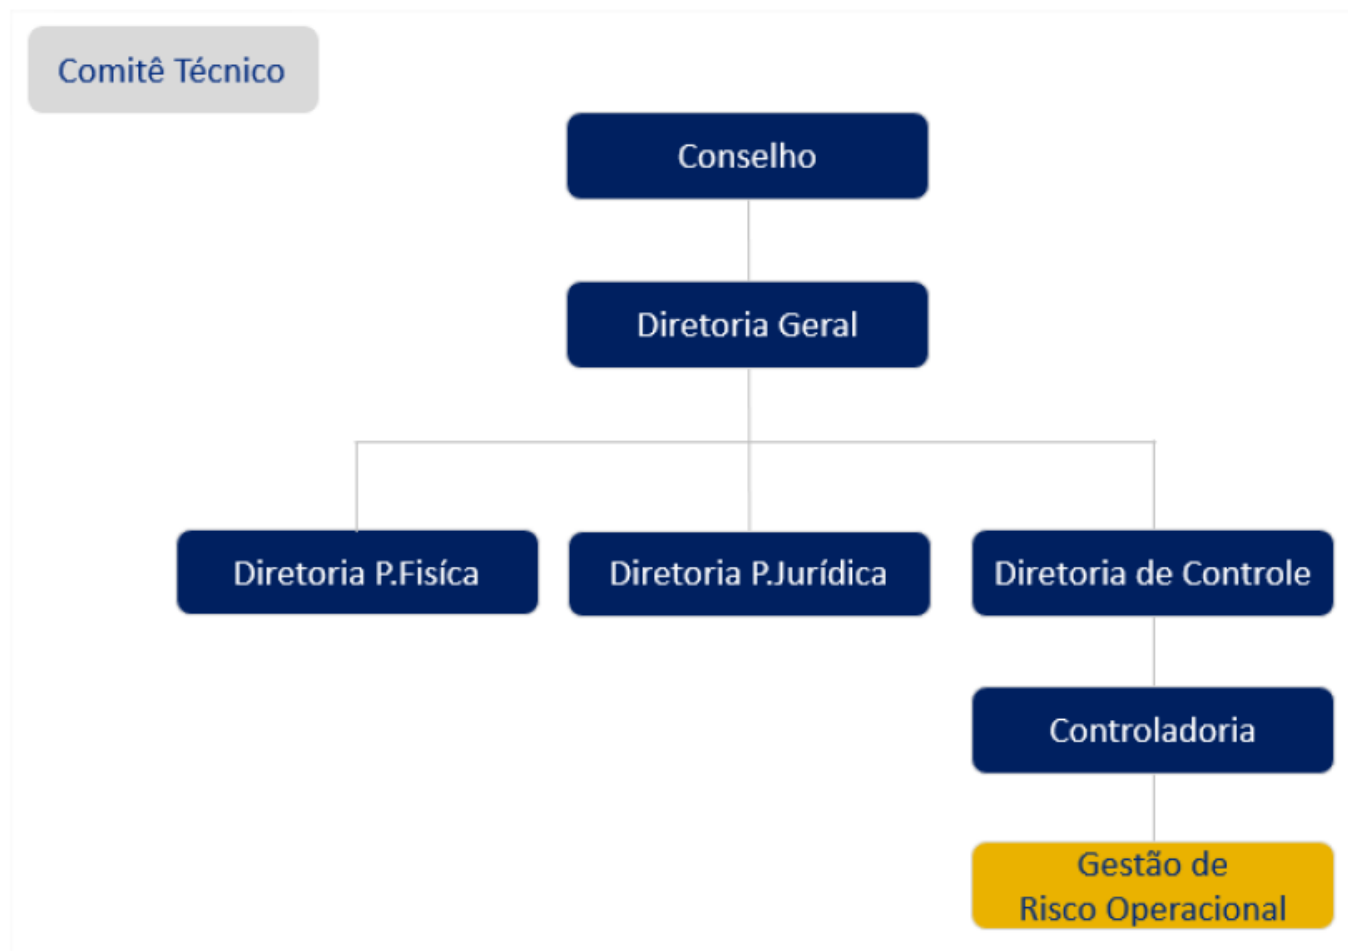 Comitê Técnico
Conselho
Diretoria Geral
Diretoria P.Fisíca
Diretoria P.Jurídica
Diretoria de Controle
Controladoria
Gestão de
Risco Operacional